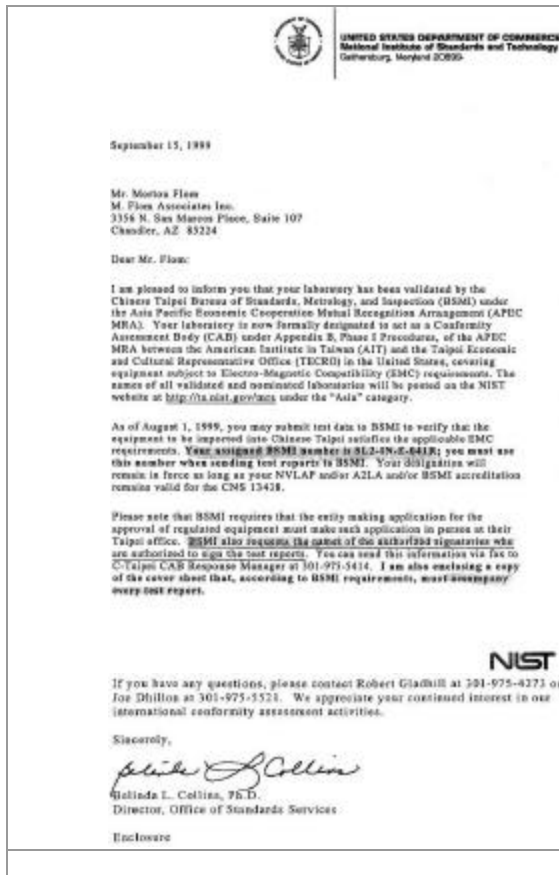 UNITED STATES DEPARTMENT OF COMMERCE
National Institute of Standards and Technology
Gaithersburg, Maryland 20899-
September 15, 1999
Mr. Morton Flom
M. Flom Associates Inc.
3356 N. San Marcos Place, Suite 107
Chandler, AZ 85224
Dear Mr. Flom:
I am pleased to inform you that your laboratory has been validated by the
Chinese Taipei Bureau of Standards, Metrology, and Inspection (BSMI) under
the Asia Pacific Economic Cooperation Mutual Recognition Arrangement (APEC
MRA). Your laboratory is now formally designated to act as a Conformity
Assessment Body (CAB) under Appendix B, Phase I Procedures, of the APEC
MRA between the American Institute in Taiwan (AIT) and the Taipei Economic
and Cultural Representative Office (TECRO) in the United States, covering
equipment subject to Electro-Magnetic Compatibility (EMC) requirements. The
names of all validated and nominated laboratories will be posted on the NIST
website at http://ts.nist.gov/mra under the "Asia" category.
As of August 1, 1999, you may submit test data to BSMI to verify that the
equipment to be imported into Chinese Taipei satisfies the applicable EMC
requirements. Your assigned BSMI number is SL2-IN-E-041R; you must use
this number when sending test reports to BSMI. Your designation will
remain in force as long as your NVLAP and/or A2LA and/or BSMI accreditation
remains valid for the CNS 13438.
Please note that BSMI requires that the entity making application for the
approval of regulated equipment must make such application in person at their
Taipei office. BSMI also requests the names of the authorized signatories who
are authorized to sign the test reports. You can send this information via fax to
C-Taipei CAB Response Manager at 301-975-5414. I am also enclosing a copy
of the cover sheet that, according to BSMI requirements, must accompany
every test report.
NIST
If you have any questions, please contact Robert Gladhill at 301-975-4273 or
Joe Dhillon at 301-975-5521. We appreciate your continued interest in our
international conformity assessment activities.
Sincerely,
Belinda L Collins
Belinda L. Collins, Ph.D.
Director, Office of Standards Services
Enclosure